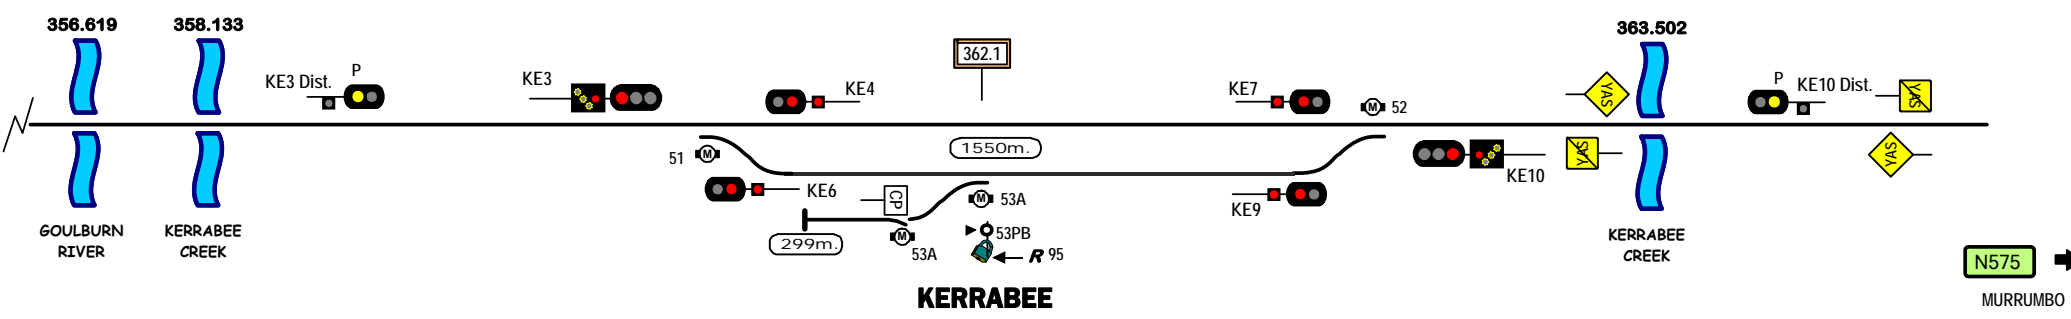 356.619
358.133
363.502
KE3 Dist.
P
KE3
KE4
362.1
KE7
52
YAS
P
KE10 Dist.
YAS
51
M
M
1550m.
YAS
YAS
KE10
KE6
CP
M
53A
KE9
299m.
M
53A
53PB
R 95
GOULBURN
RIVER
KERRABEE
CREEK
KERRABEE
CREEK
KERRABEE
N575
MURRUMBO